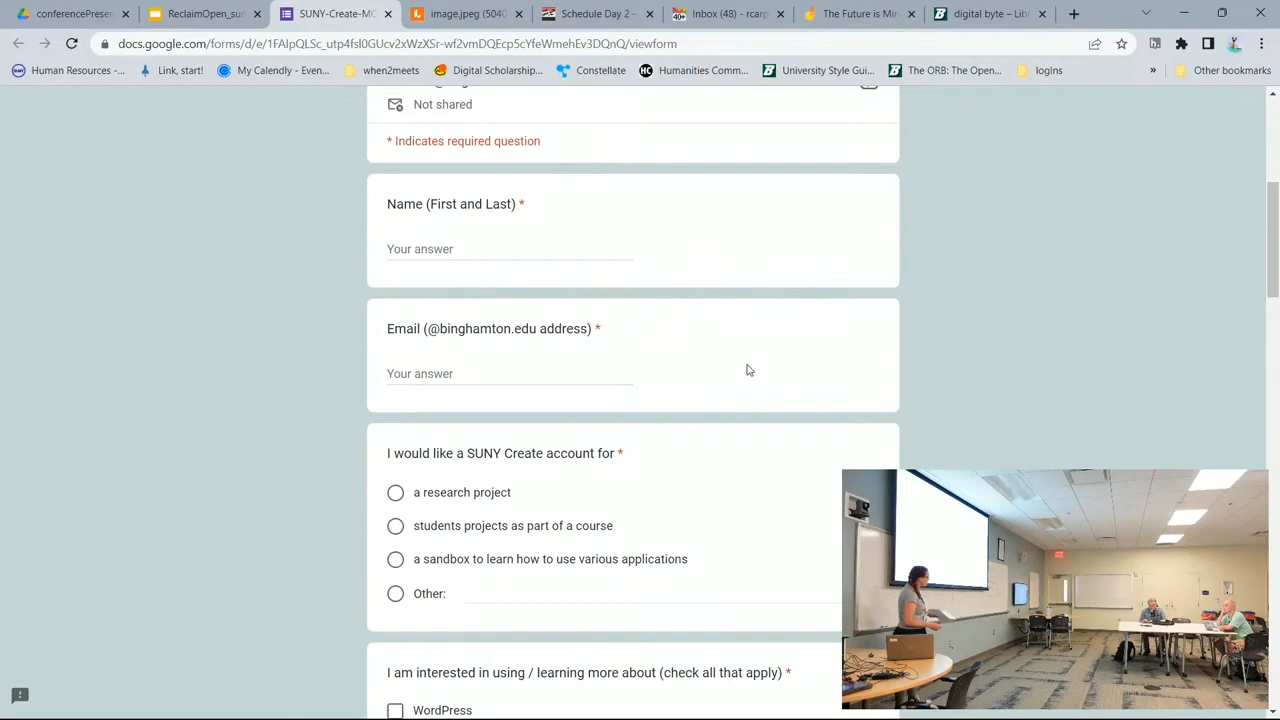 conferencePresen
ReclaimOpen_sum
SUNY-Create-MO
image.jpeg (5040
Schedule Day 2 –
Inbox (48) - rcarp
The Future is Min
digital byte – Lib
40+
docs.google.com/forms/d/e/1FAIpQLSc_utp4fsI0GUcv2xWzXSr-wf2vmDQEcp5cYfeWmehEv3DQnQ/viewform
Human Resources -...
Link, start!
My Calendly - Even...
when2meets
Digital Scholarship...
Constellate
Humanities Comm...
University Style Gui...
The ORB: The Open...
logIns
»
Other bookmarks
Not shared
* Indicates required question
Name (First and Last) *
Your answer
Email (@binghamton.edu address) *
Your answer
I would like a SUNY Create account for *
a research project
students projects as part of a course
a sandbox to learn how to use various applications
Other:
I am interested in using / learning more about (check all that apply) *
WordPress